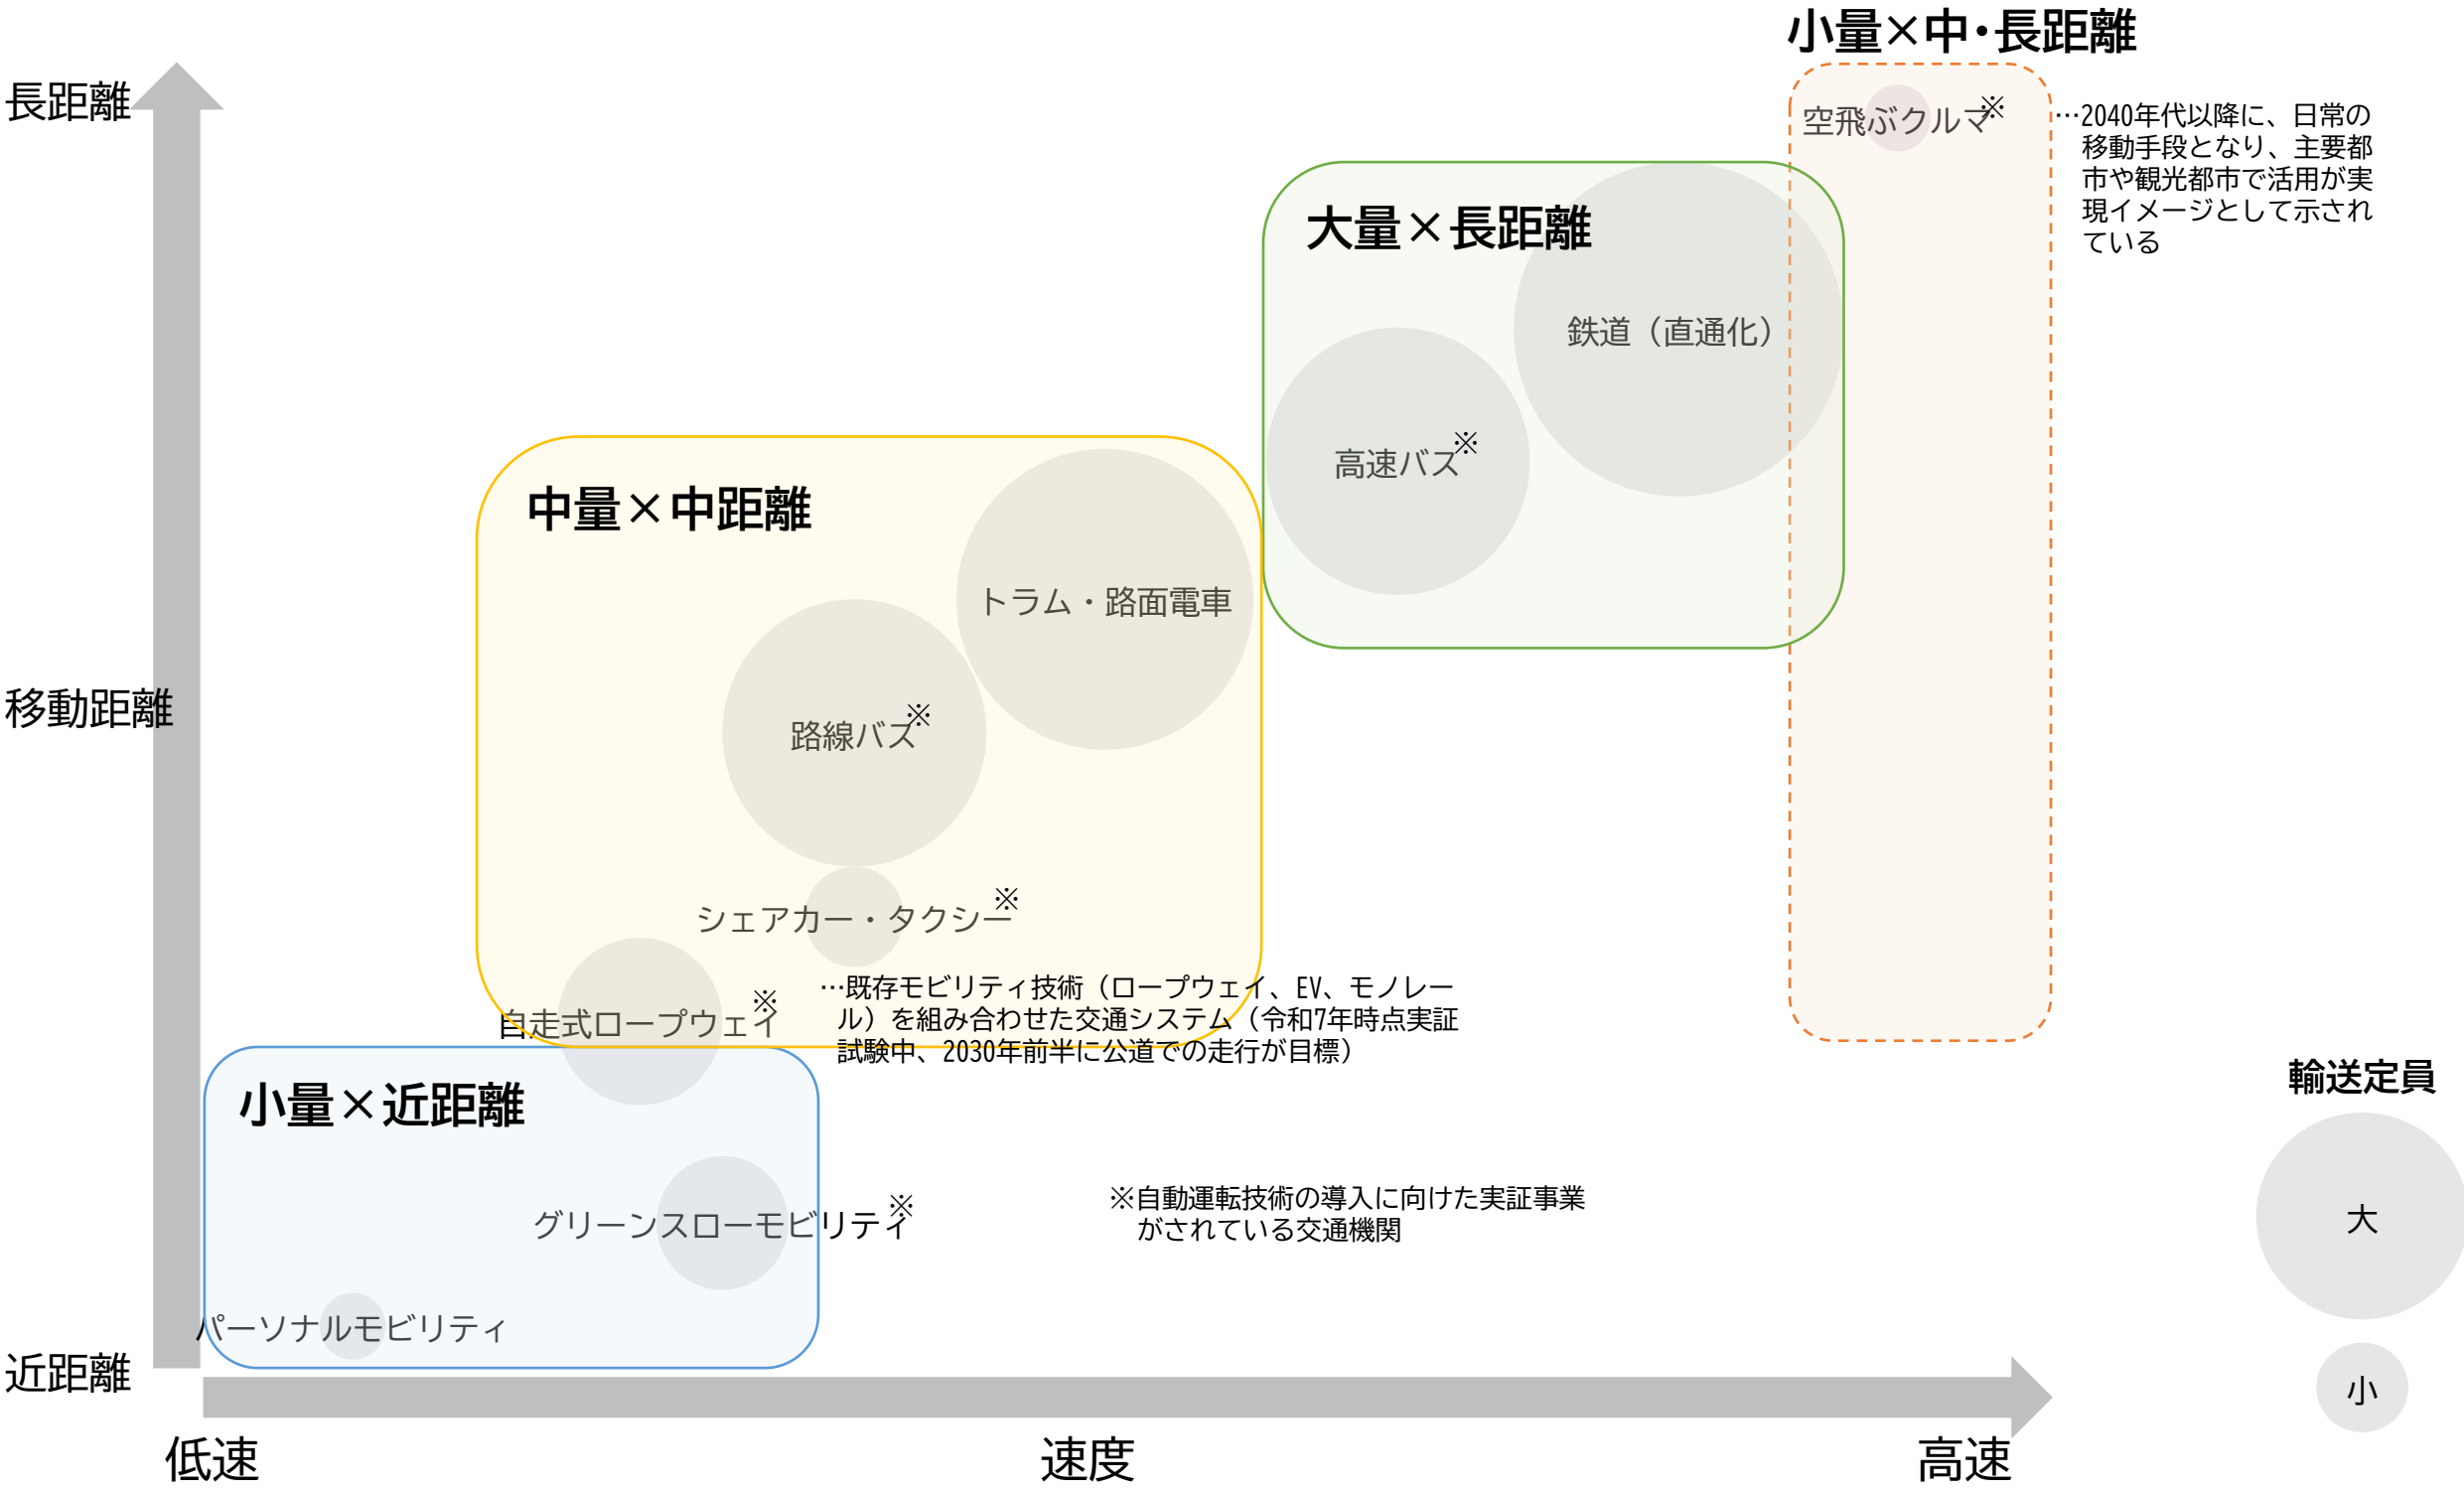 小量×中･長距離
長距離
空飛ぶクルマ※
…2040年代以降に、日常の
移動手段となり、主要都
市や観光都市で活用が実
現イメージとして示され
ている
大量×長距離
鉄道（直通化）
高速バス※
中量×中距離
トラム・路面電車
移動距離
路線バス※
シェアカー・タクシー※
自走式ロープウェイ※
…既存モビリティ技術（ロープウェイ、EV、モノレー
ル）を組み合わせた交通システム（令和7年時点実証
試験中、2030年前半に公道での走行が目標）
小量×近距離
グリーンスローモビリティ※
※自動運転技術の導入に向けた実証事業
がされている交通機関
パーソナルモビリティ
輸送定員
大
小
近距離
低速
速度
高速